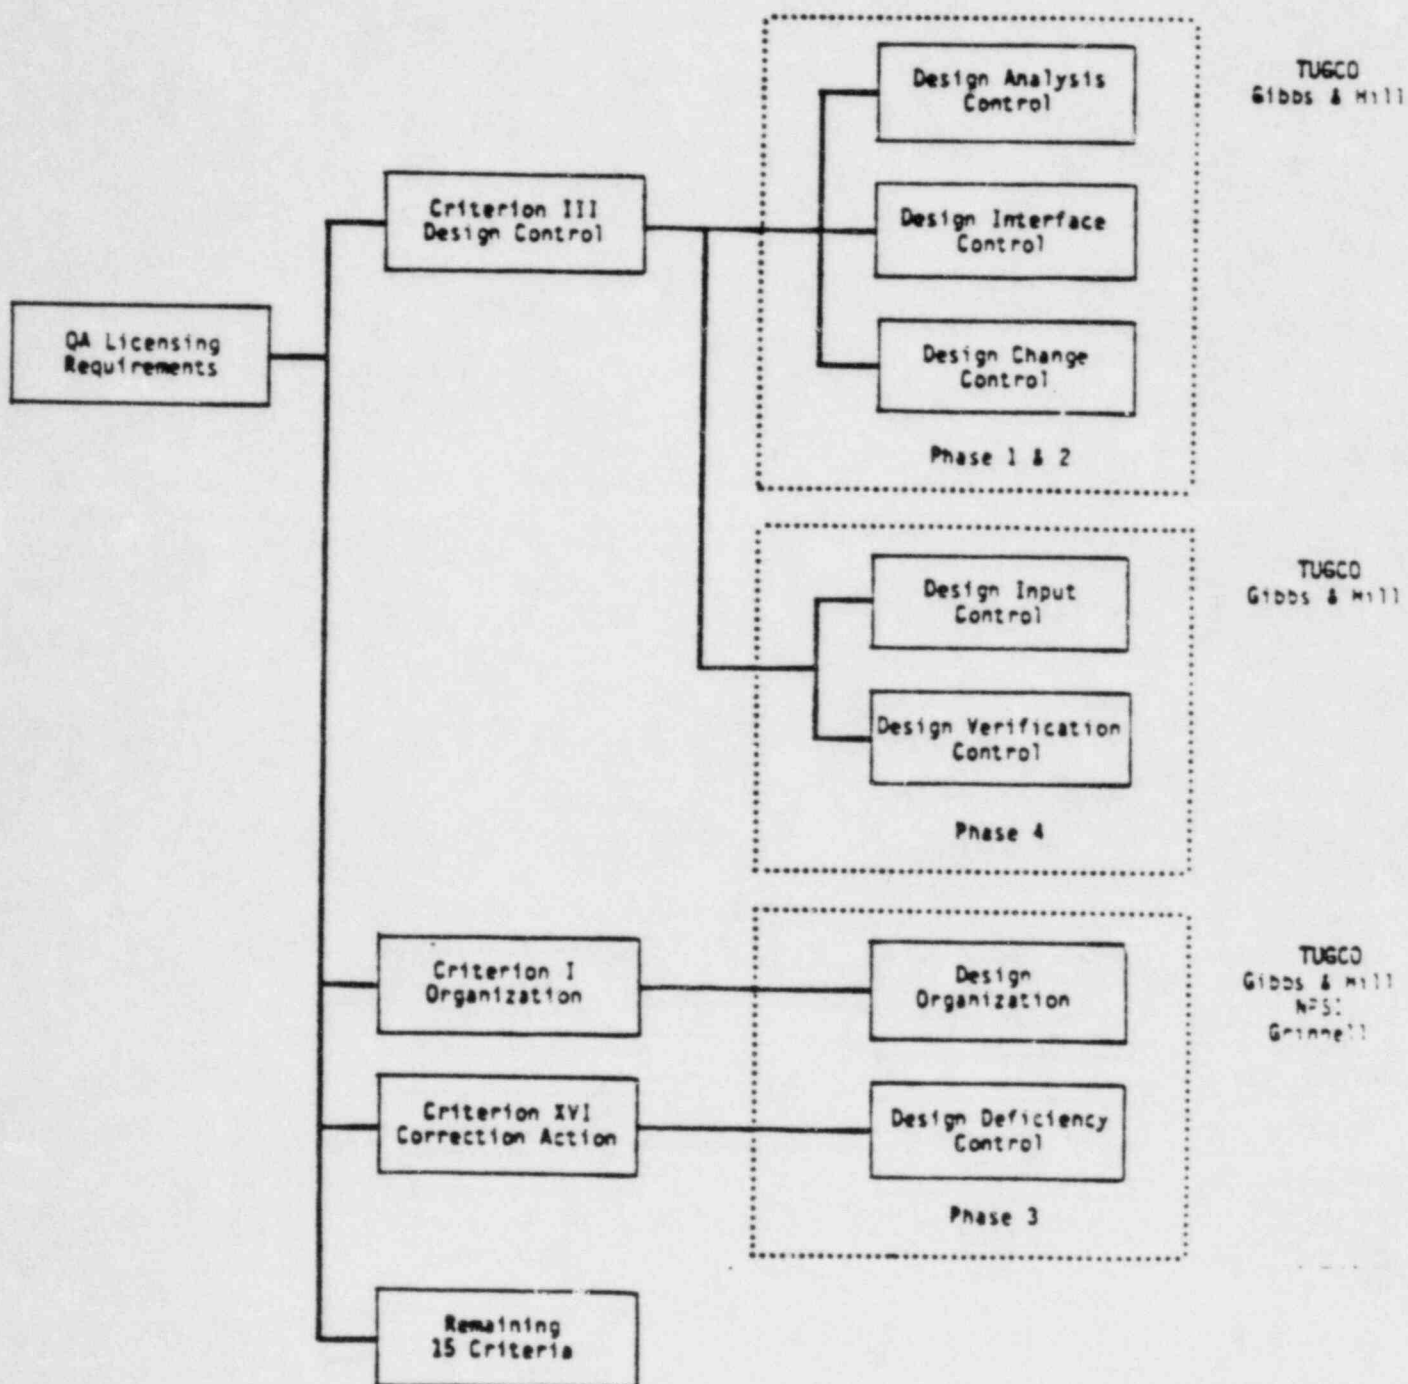 Design Analysis
Control
TUGCO
Gibbs & Hill
Criterion III
Design Control
Design Interface
Control
QA Licensing
Requirements
Design Change
Control
Phase 1 & 2
Design Input
Control
TUGCO
Gibbs & Hill
Design Verification
Control
Phase 4
Criterion I
Organization
Design
Organization
TUGCO
Gibbs & Hill
NPSI
Grinnell
Criterion XVI
Correction Action
Design Deficiency
Control
Phase 3
Remaining
15 Criteria